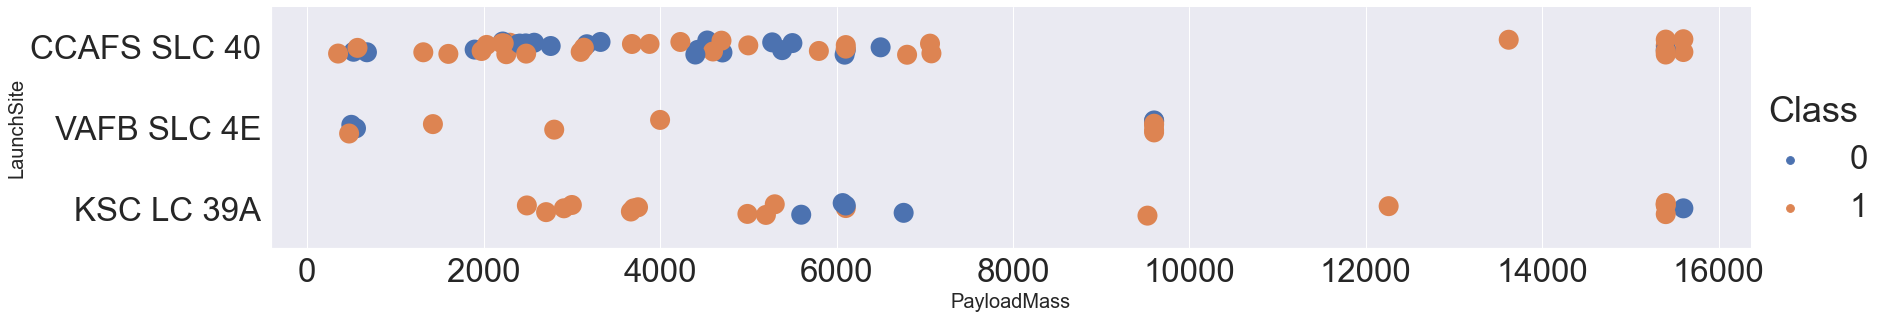 LaunchSite
CCAFS SLC 40
VAFB SLC 4E
KSC LC 39A
0 2000 4000 6000 8000 10000 12000 14000 16000
PayloadMass
Class
0
1